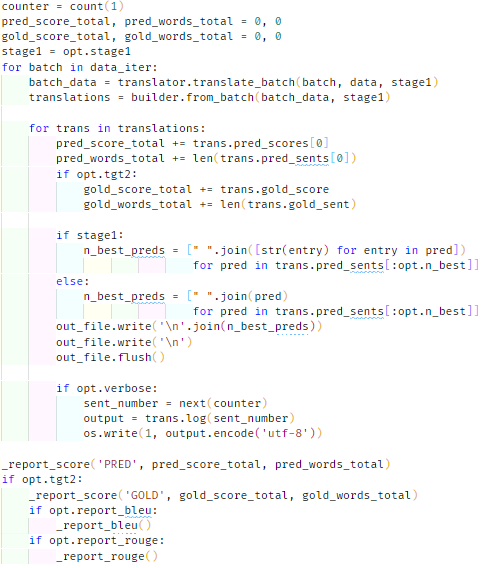 counter = count(1)
pred_score_total, pred_words_total = 0, 0
gold_score_total, gold_words_total = 0, 0
stage1 = opt.stage1
for batch in data_iter:
    batch_data = translator.translate_batch(batch, data, stage1)
    translations = builder.from_batch(batch_data, stage1)

    for trans in translations:
        pred_score_total += trans.pred_scores[0]
        pred_words_total += len(trans.pred_sents[0])
        if opt.tgt2:
            gold_score_total += trans.gold_score
            gold_words_total += len(trans.gold_sent)

        if stage1:
            n_best_preds = [" ".join([str(entry) for entry in pred])
                            for pred in trans.pred_sents[:opt.n_best]]
        else:
            n_best_preds = [" ".join(pred)
                            for pred in trans.pred_sents[:opt.n_best]]
        out_file.write('\n'.join(n_best_preds))
        out_file.write('\n')
        out_file.flush()

        if opt.verbose:
            sent_number = next(counter)
            output = trans.log(sent_number)
            os.write(1, output.encode('utf-8'))

_report_score('PRED', pred_score_total, pred_words_total)
if opt.tgt2:
    _report_score('GOLD', gold_score_total, gold_words_total)
    if opt.report_bleu:
        _report_bleu()
    if opt.report_rouge:
        _report_rouge()